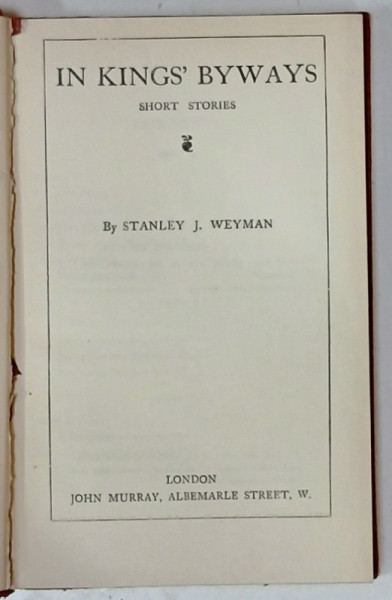 IN KINGS' BYWAYS
SHORT STORIES
By STANLEY J. WEYMAN
LONDON
JOHN MURRAY, ALBEMARLE STREET, W.